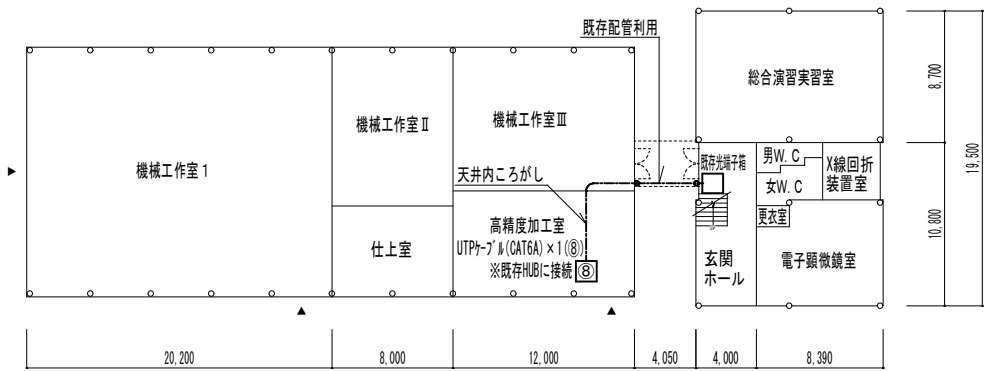 既存配管利用
総合演習実習室
機械工作室Ⅱ
機械工作室Ⅲ
機械工作室1
天井内ころがし
既存光端子箱
男W.C
女W.C
X線回折
装置室
更衣室
高精度加工室
UTPｹｰﾌﾞﾙ(CAT6A)×1(⑧)
※既存HUBに接続
⑧
仕上室
玄関
ホール
電子顕微鏡室
8,700
19,500
10,800
20,200
8,000
12,000
4,050
4,000
8,390